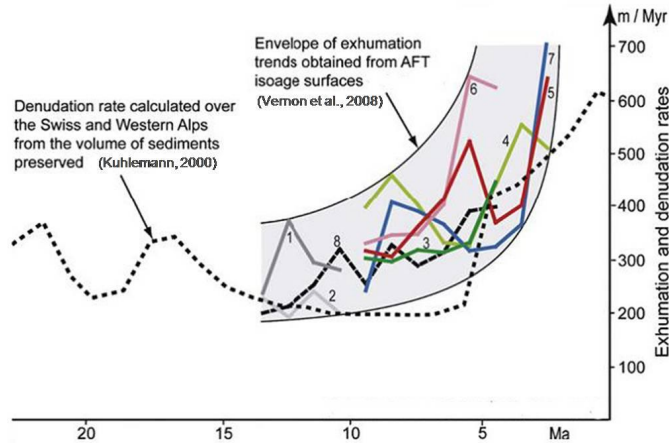 m / Myr
700
600
500
400
300
200
100
Exhumation and denudation rates
Envelope of exhumation
trends obtained from AFT
isoage surfaces
(Vernon et al., 2008)
Denudation rate calculated over
the Swiss and Western Alps
from the volume of sediments
preserved (Kuhlemann, 2000)
7
6
5
4
1
8
3
2
20
15
10
5
Ma